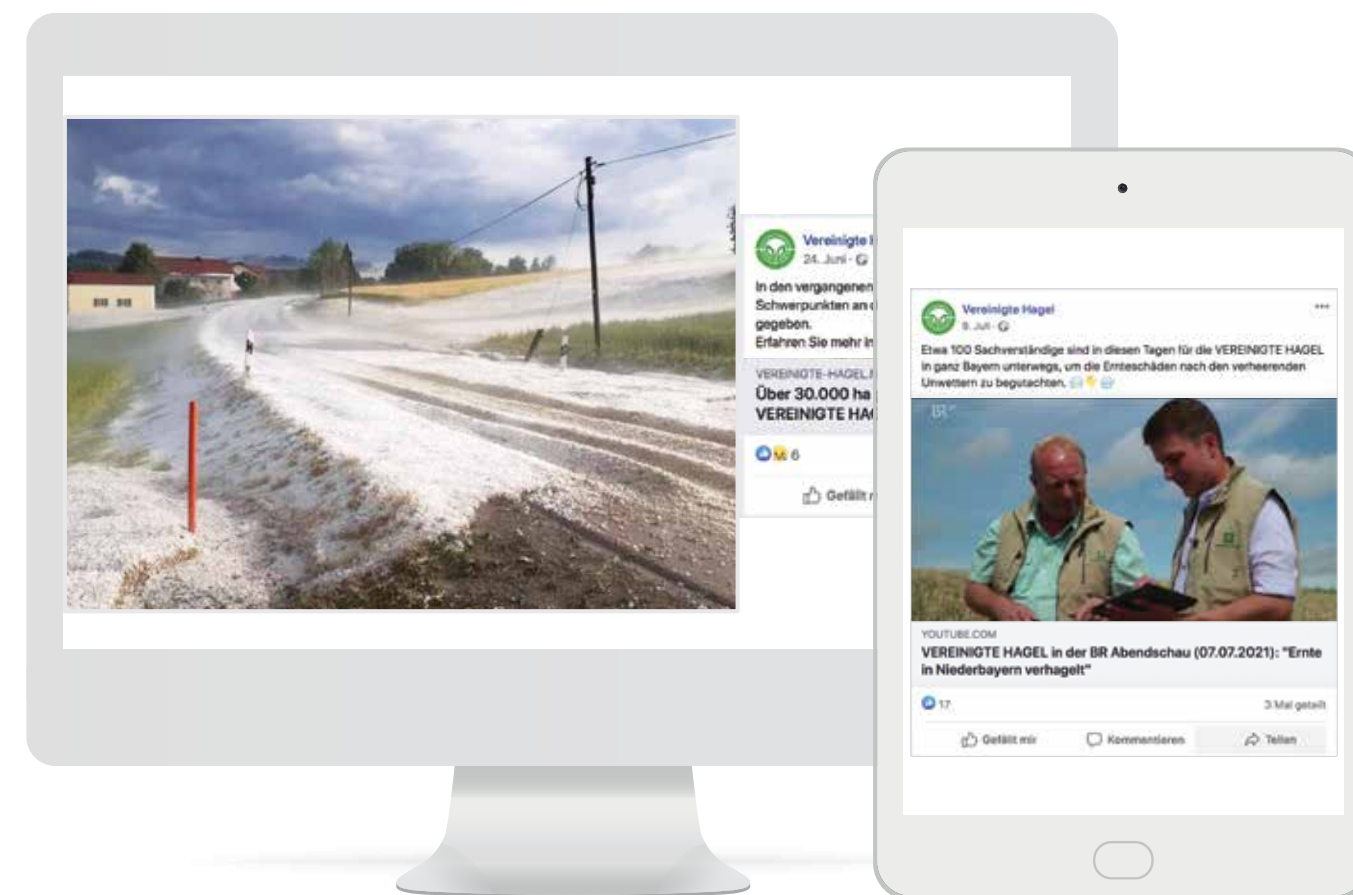 Vereinigte
24. Juni
In den vergangenen
Schwerpunkten an
gegeben.
Erfahren Sie mehr in
VEREINIGTE-HAGEL.
Über 30.000 ha
VEREINIGTE HAG
6
Gefällt
Vereinigte Hagel
Etwa 100 Sachverständige sind in diesen Tagen für die VEREINIGTE HAGEL
in ganz Bayern unterwegs, um die Ernteschäden nach den verheerenden
Unwettern zu begutachten.
BR
YOUTUBE.COM
VEREINIGTE HAGEL in der BR Abendschau (07.07.2021): "Ernte
in Niederbayern verhagelt"
17 3 Mal geteilt
Gefällt mir Kommentieren Teilen